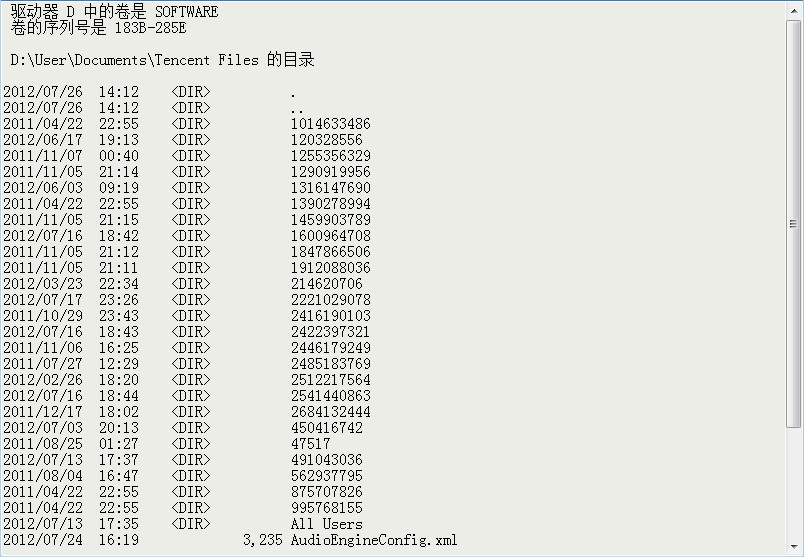 驱动器 D 中的卷是 SOFTWARE
卷的序列号是 183B-285E
D:\User\Documents\Tencent Files 的目录
2012/07/26  14:12    <DIR>          .
2012/07/26  14:12    <DIR>          ..
2011/04/22  22:55    <DIR>          1014633486
2012/06/17  19:13    <DIR>          120328556
2011/11/07  00:40    <DIR>          1255356329
2011/11/05  21:14    <DIR>          1290919956
2012/06/03  09:19    <DIR>          1316147690
2011/04/22  22:55    <DIR>          1390278994
2011/11/05  21:15    <DIR>          1459903789
2012/07/16  18:42    <DIR>          1600964708
2011/11/05  21:12    <DIR>          1847866506
2011/11/05  21:11    <DIR>          1912088036
2012/03/23  22:34    <DIR>          214620706
2012/07/17  23:26    <DIR>          2221029078
2011/10/29  23:43    <DIR>          2416190103
2012/07/16  18:43    <DIR>          2422397321
2011/11/06  16:25    <DIR>          2446179249
2011/07/27  12:29    <DIR>          2485183769
2012/02/26  18:20    <DIR>          2512217564
2012/07/16  18:44    <DIR>          2541440863
2011/12/17  18:02    <DIR>          2684132444
2012/07/03  20:13    <DIR>          450416742
2011/08/25  01:27    <DIR>          47517
2012/07/13  17:37    <DIR>          491043036
2011/08/04  16:47    <DIR>          562937795
2011/04/22  22:55    <DIR>          875707826
2011/04/22  22:55    <DIR>          995768155
2012/07/13  17:35    <DIR>          All Users
2012/07/24  16:19             3,235 AudioEngineConfig.xml